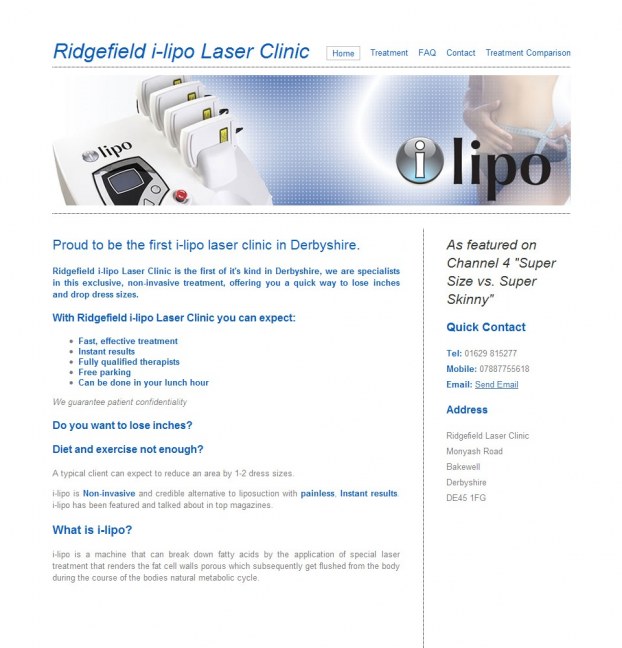 Ridgefield i-lipo Laser Clinic
Home Treatment FAQ Contact Treatment Comparison
i lipo
i lipo
Proud to be the first i-lipo laser clinic in Derbyshire.
Ridgefield i-lipo Laser Clinic is the first of it's kind in Derbyshire, we are specialists
in this exclusive, non-invasive treatment, offering you a quick way to lose inches
and drop dress sizes.
With Ridgefield i-lipo Laser Clinic you can expect:
Fast, effective treatment
Instant results
Fully qualified therapists
Free parking
Can be done in your lunch hour
We guarantee patient confidentiality
Do you want to lose inches?
Diet and exercise not enough?
A typical client can expect to reduce an area by 1-2 dress sizes.
i-lipo is Non-invasive and credible alternative to liposuction with painless, Instant results.
i-lipo has been featured and talked about in top magazines.
What is i-lipo?
i-lipo is a machine that can break down fatty acids by the application of special laser
treatment that renders the fat cell walls porous which subsequently get flushed from the body
during the course of the bodies natural metabolic cycle.
As featured on
Channel 4 "Super
Size vs. Super
Skinny"
Quick Contact
Tel: 01629 815277
Mobile: 07887755618
Email: Send Email
Address
Ridgefield Laser Clinic
Monyash Road
Bakewell
Derbyshire
DE45 1FG